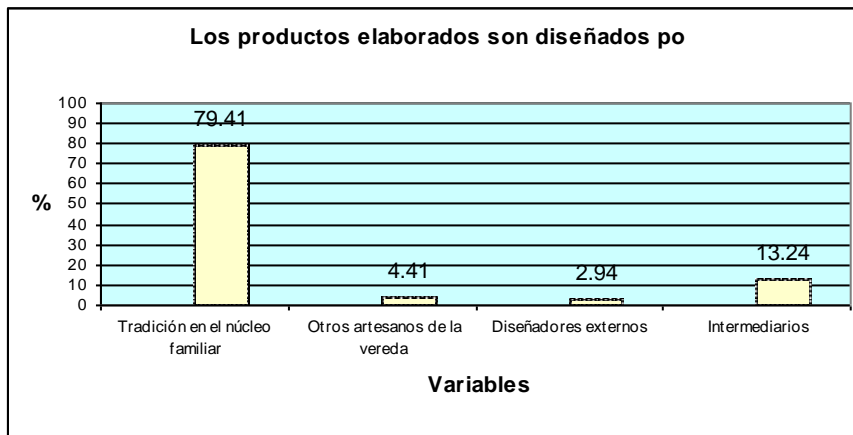 Los productos elaborados son diseñados po
100
90
80
70
60
50
40
30
20
10
0
%
79.41
4.41
2.94
13.24
Tradición en el núcleo
familiar
Otros artesanos de la
vereda
Diseñadores externos
Intermediarios
Variables